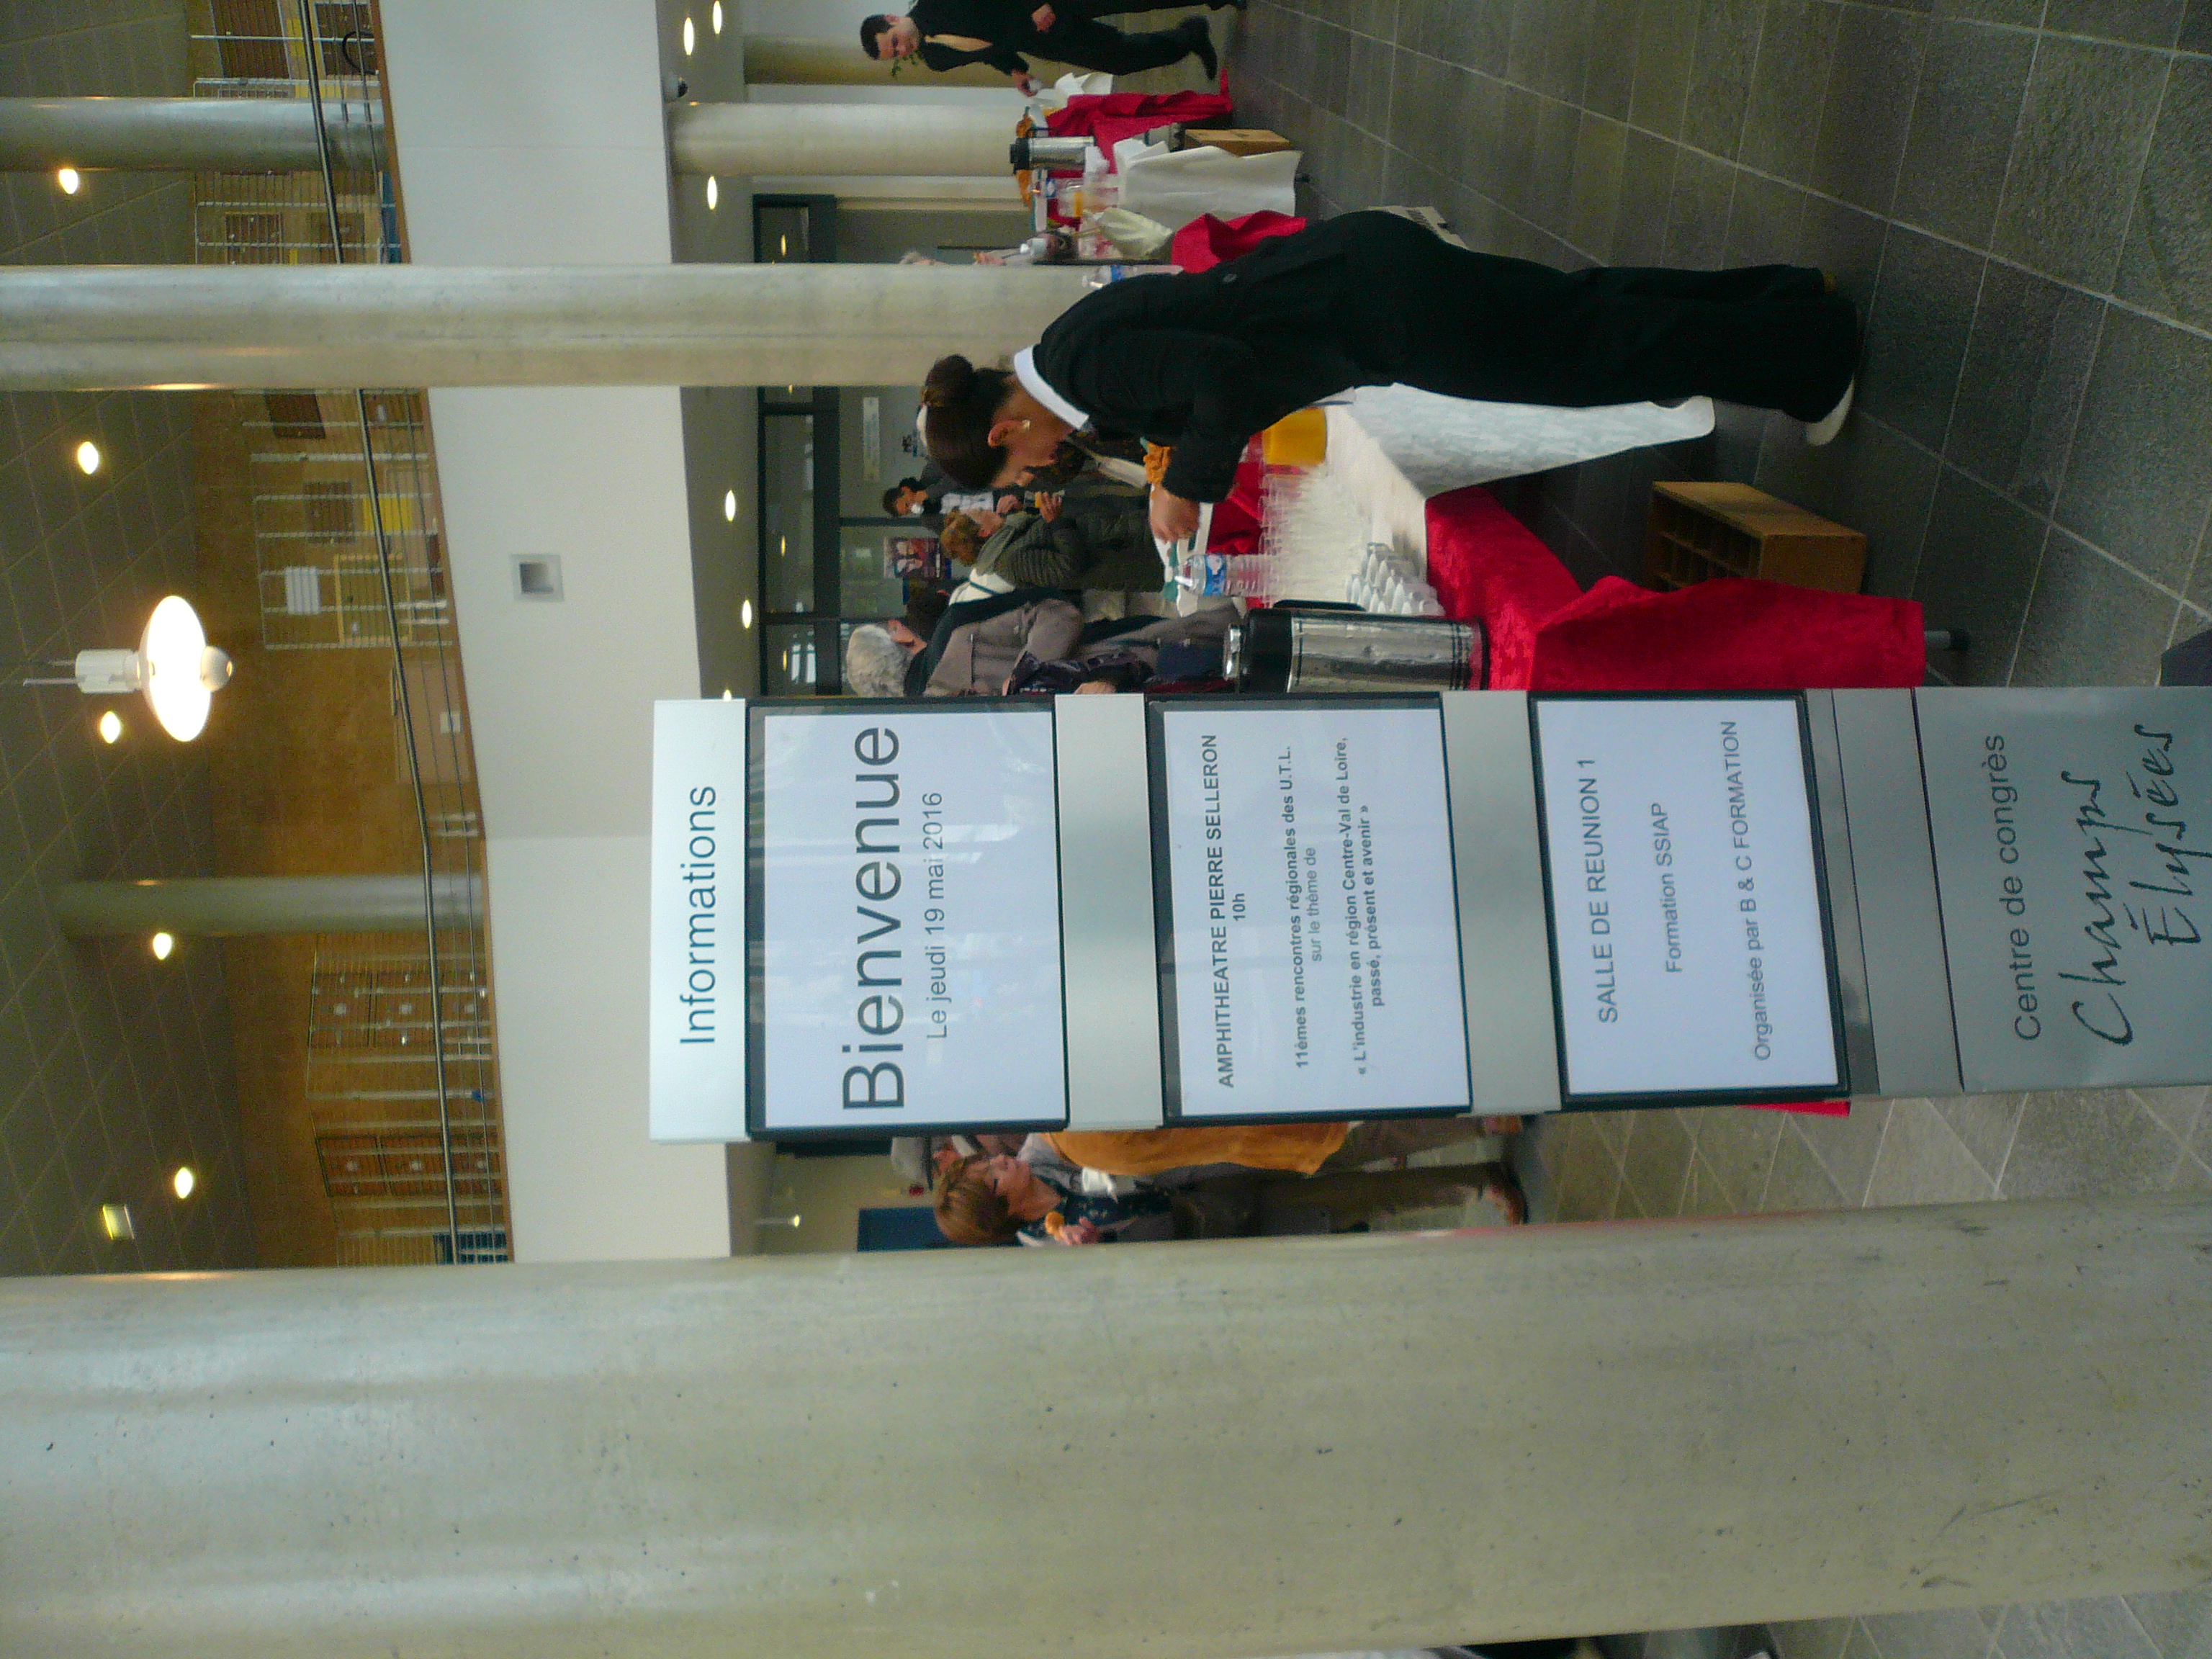 Informations
Bienvenue
Le jeudi 19 mai 2016
AMPHITHEATRE PIERRE SELLERON
10h
11èmes rencontres régionales des U.T.L.
sur le thème de
« L'industrie en région Centre-Val de Loire,
passé, présent et avenir »
SALLE DE REUNION 1
Formation SSIAP
Organisée par B & C FORMATION
Centre de congrès
Champs
Élysées